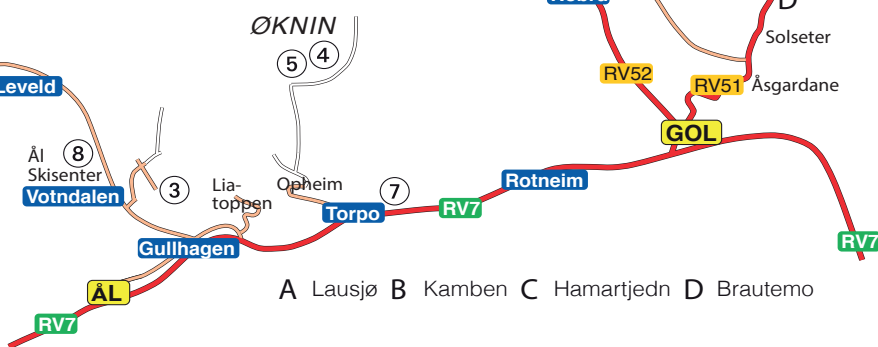 D
ØKNIN
Solseter
5
4
RV52
RV51
Åsgardane
Leveld
GOL
Ål
Skisenter
8
3
Lia-
toppen
Opheim
7
Rotneim
Votndalen
Torpo
RV7
Gullhagen
RV7
ÅL
A Lausjø B Kamben C Hamartjedn D Brautemo
RV7